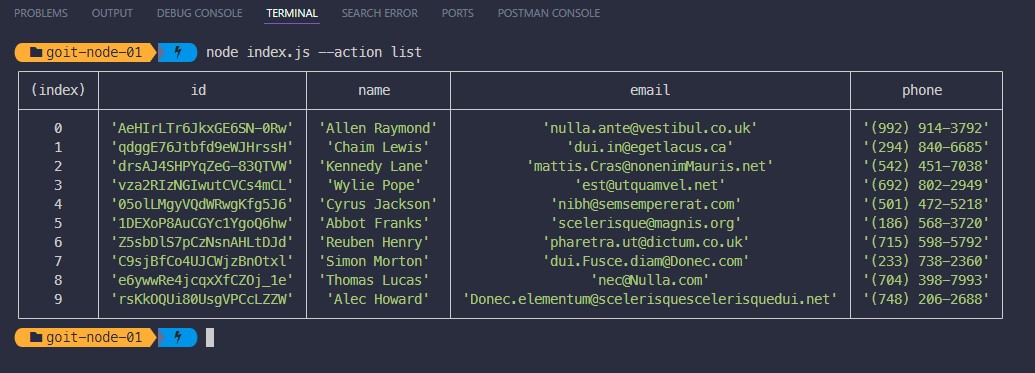 PROBLEMS OUTPUT DEBUG CONSOLE TERMINAL SEARCH ERROR PORTS POSTMAN CONSOLE
goit-node-01 node index.js --action list
(index) id name email phone
0 'AeHIrLTr6JkxGE6SN-0Rw' 'Allen Raymond' 'nulla.ante@vestibul.co.uk' '(992) 914-3792'
1 'qdggE76Jtbfd9eWJHrssH' 'Chaim Lewis' 'dui.in@egetlacus.ca' '(294) 840-6685'
2 'drsAJ4SHPYqZeG-83QTVW' 'Kennedy Lane' 'mattis.Cras@nonenimMauris.net' '(542) 451-7038'
3 'vza2RIzNGIwutCVCs4mCL' 'Wylie Pope' 'est@utquamvel.net' '(692) 802-2949'
4 '05olLMgyVQdWRwgKfg5J6' 'Cyrus Jackson' 'nibh@semsempererat.com' '(501) 472-5218'
5 '1DEXoP8AuCGYc1YgoQ6hw' 'Abbot Franks' 'scelerisque@magnis.org' '(186) 568-3720'
6 'Z5sbDlS7pCzNsnAHLtDJd' 'Reuben Henry' 'pharetra.ut@dictum.co.uk' '(715) 598-5792'
7 'C9sjBfCo4UJCWjzBnOtxl' 'Simon Morton' 'dui.Fusce.diam@Donec.com' '(233) 738-2360'
8 'e6ywwRe4jcqxXfCZOj_1e' 'Thomas Lucas' 'nec@Nulla.com' '(704) 398-7993'
9 'rsKkOQUi80UsgVPCcLZZW' 'Alec Howard' 'Donec.elementum@scelerisquescelerisquedui.net' '(748) 206-2688'
goit-node-01